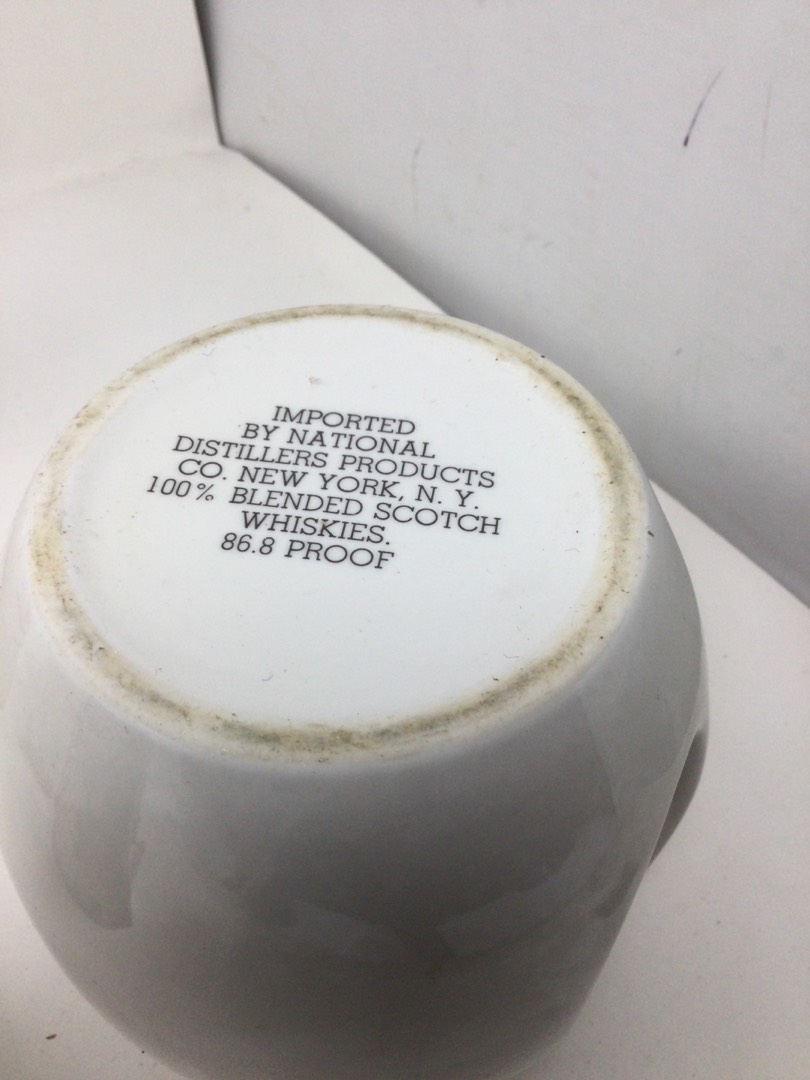 IMPORTED
BY NATIONAL
DISTILLERS PRODUCTS
CO. NEW YORK, N. Y.
100% BLENDED SCOTCH
WHISKIES.
86.8 PROOF